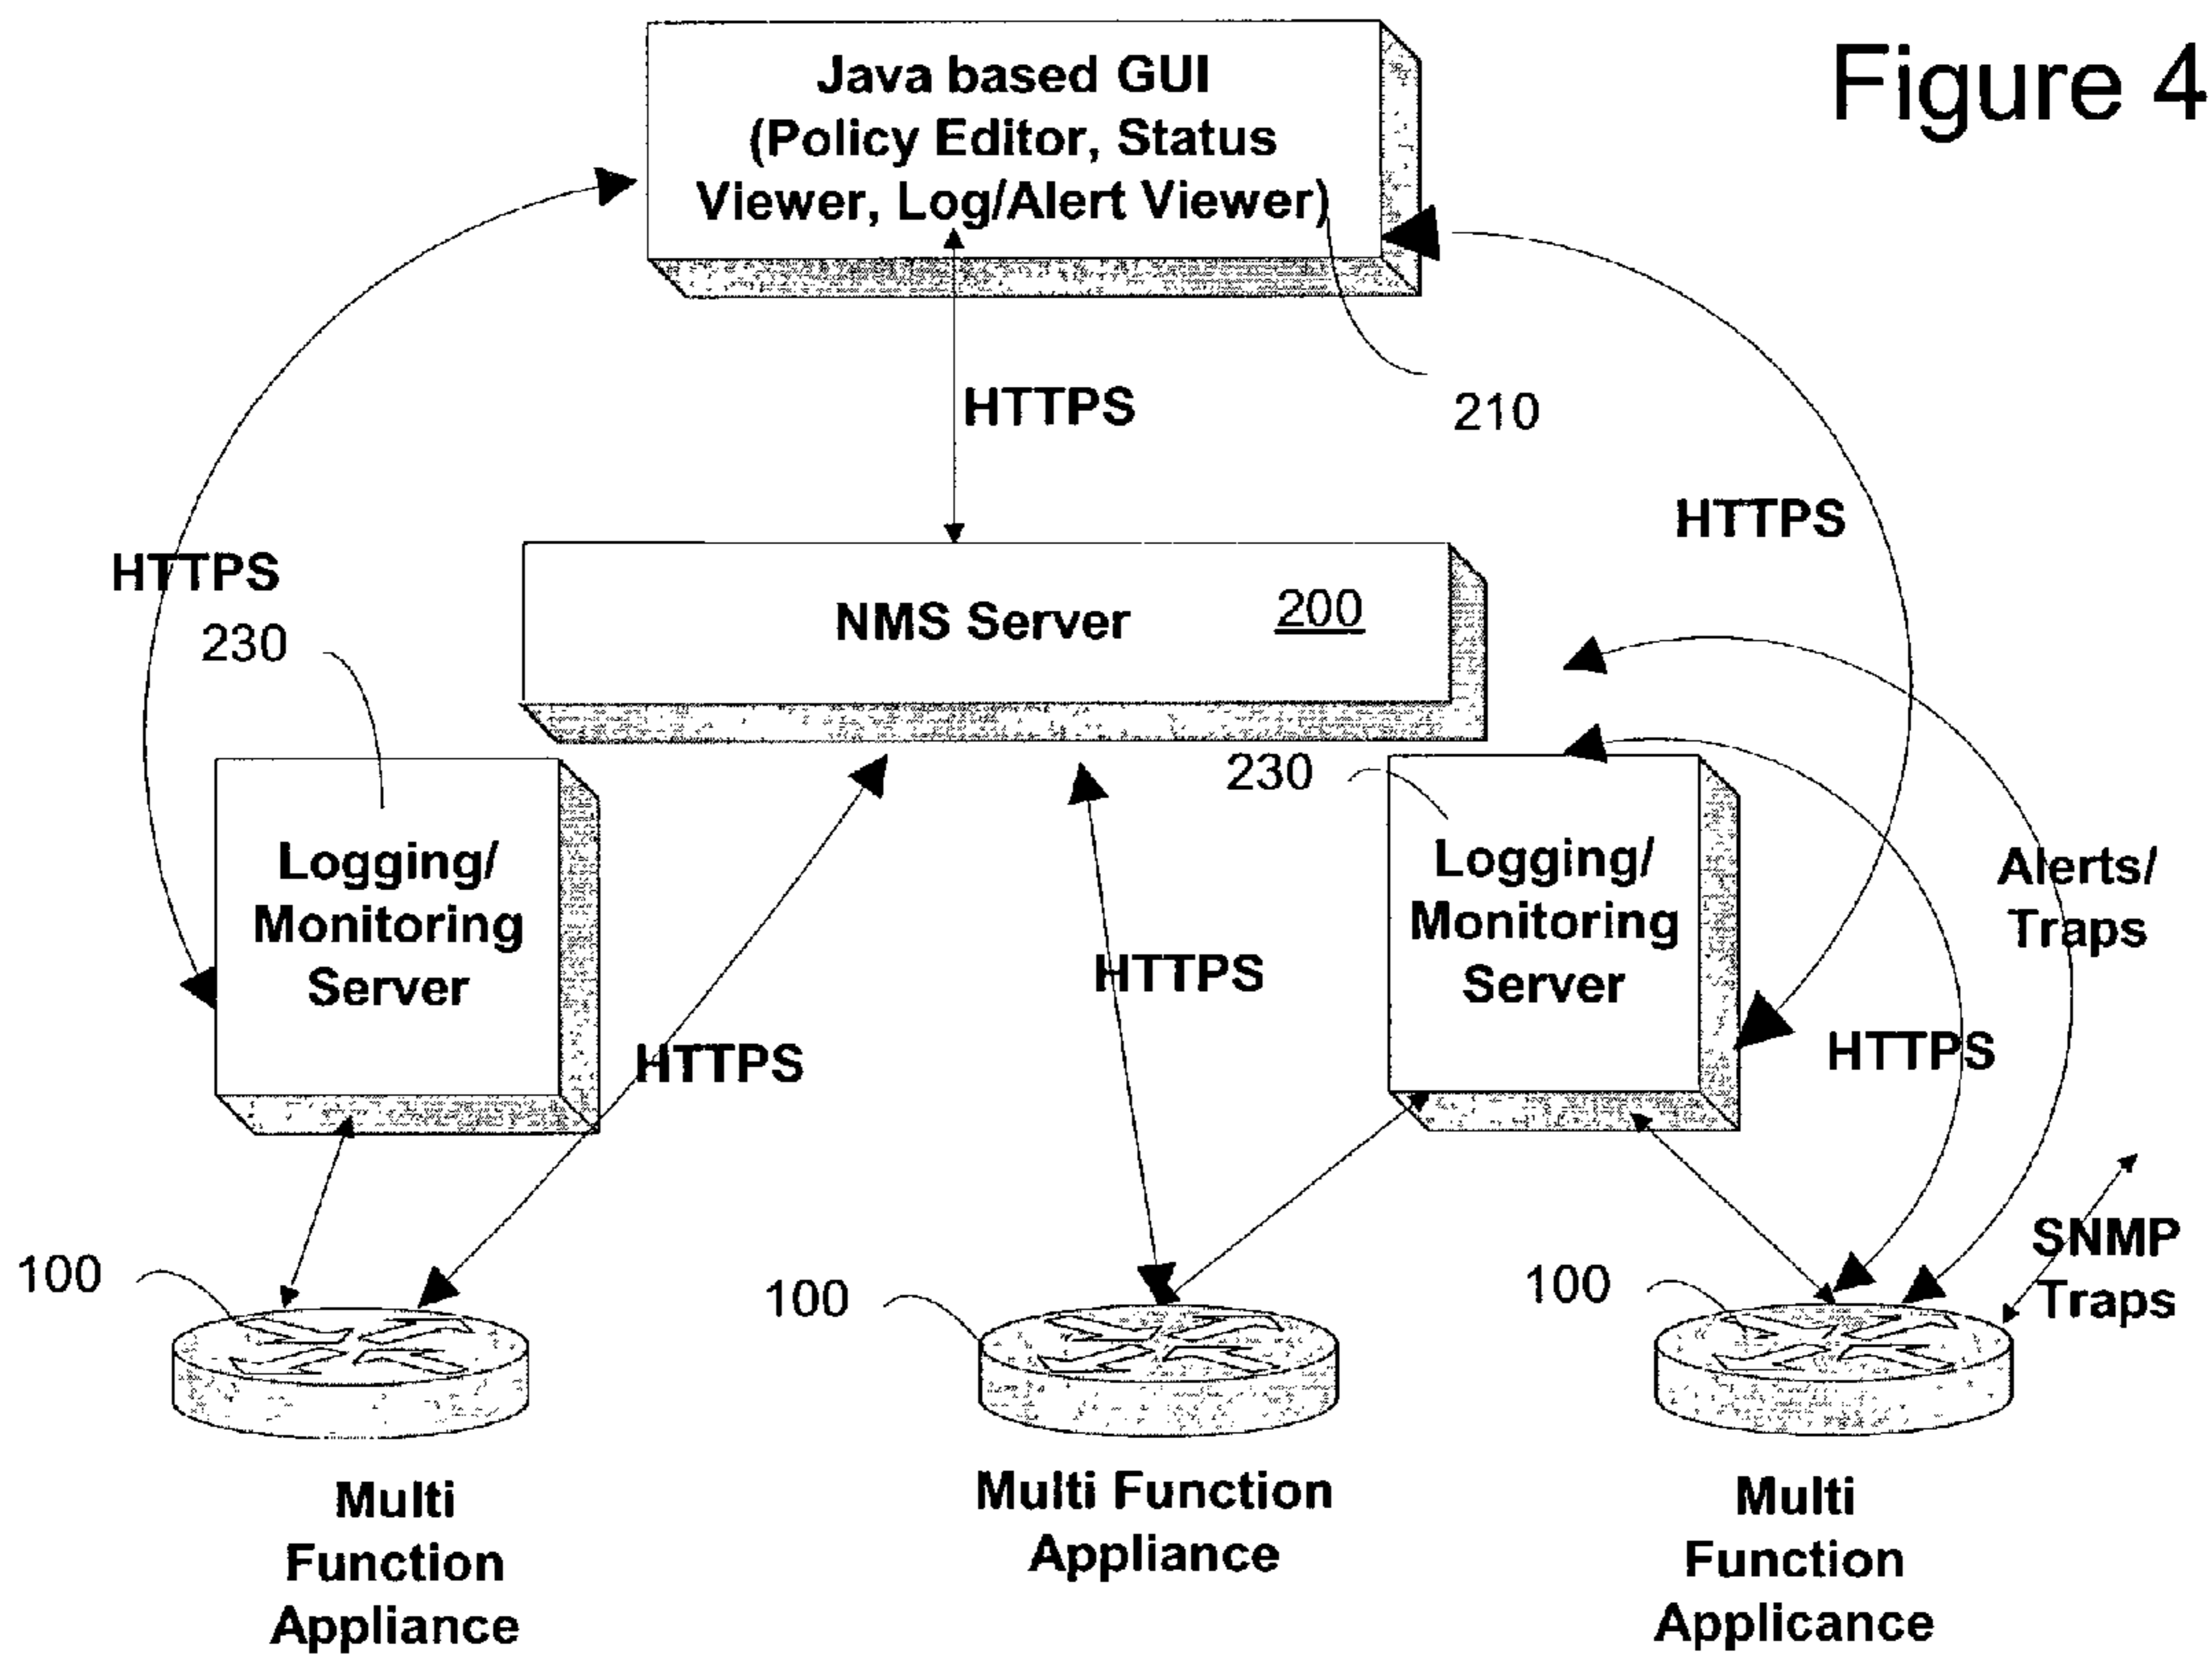 Figure 4
Java based GUI
(Policy Editor, Status
Viewer, Log/Alert Viewer)
210
HTTPS
HTTPS
HTTPS
NMS Server 200
230
230
Logging/
Monitoring
Server
Logging/
Monitoring
Server
Alerts/
Traps
HTTPS
HTTPS
HTTPS
SNMP
Traps
100
100
100
Multi
Function
Appliance
Multi Function
Appliance
Multi
Function
Applicance